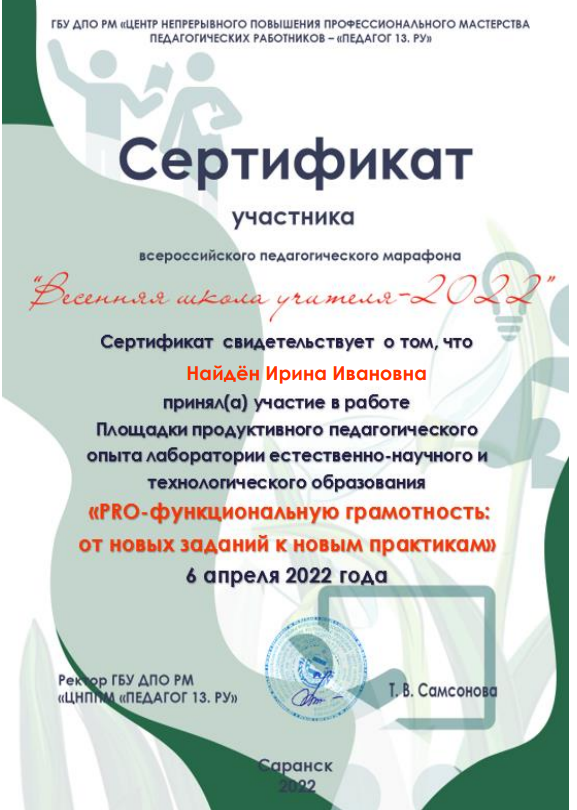 ГБУ ДПО РМ «ЦЕНТР НЕПРЕРЫВНОГО ПОВЫШЕНИЯ ПРОФЕССИОНАЛЬНОГО МАСТЕРСТВА
ПЕДАГОГИЧЕСКИХ РАБОТНИКОВ – «ПЕДАГОГ 13. РУ»
Сертификат
участника
всероссийского педагогического марафона
"Весенняя школа учителя-2022"
Сертификат свидетельствует о том, что
Найдён Ирина Ивановна
принял(а) участие в работе
Площадки продуктивного педагогического
опыта лаборатории естественно-научного и
технологического образования
«PRO-функциональную грамотность:
от новых заданий к новым практикам»
6 апреля 2022 года
Ректор ГБУ ДПО РМ
«ЦНППМ «ПЕДАГОГ 13. РУ»
Т. В. Самсонова
Саранск
2022